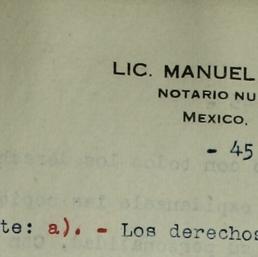 LIC. MANUEL
NOTARIO NU
MEXICO.
- 45
te: a). - Los derechos